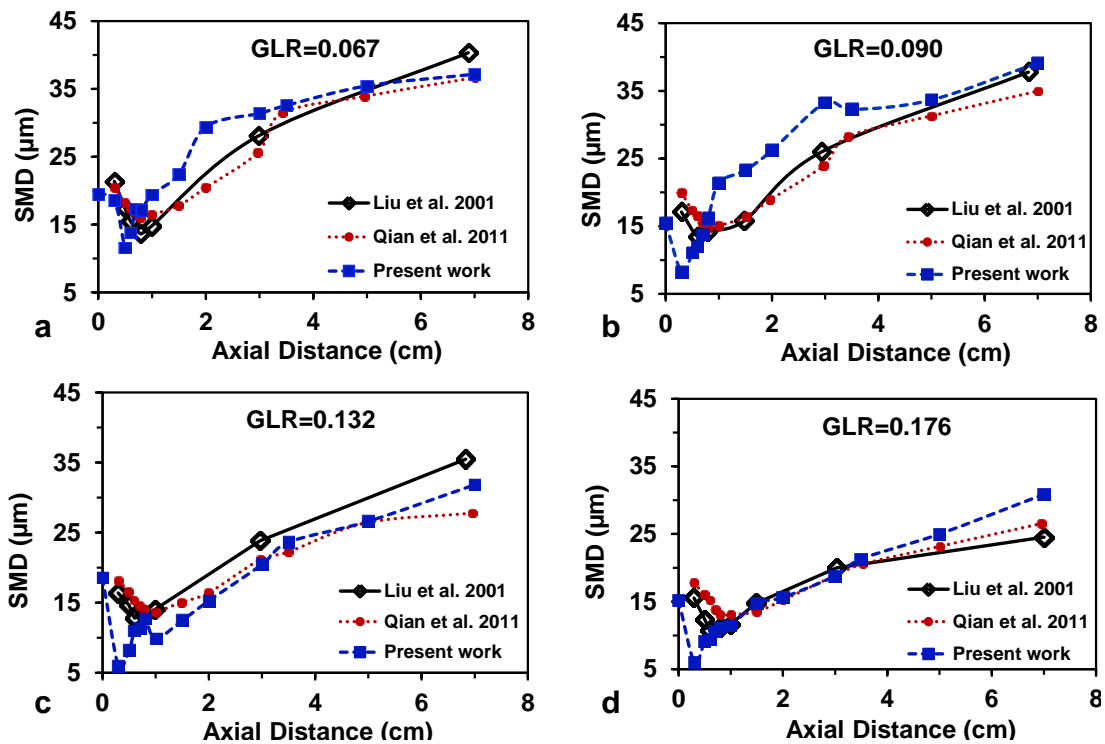 45
GLR=0.067
35
25
15
5
SMD (µm)
Liu et al. 2001
Qian et al. 2011
Present work
0 2 4 6 8
a
Axial Distance (cm)
45
GLR=0.090
35
25
15
5
SMD (µm)
Liu et al. 2001
Qian et al. 2011
Present work
0 2 4 6 8
b
Axial Distance (cm)
45
GLR=0.132
35
25
15
5
SMD (µm)
Liu et al. 2001
Qian et al. 2011
Present work
0 2 4 6 8
c
Axial Distance (cm)
45
GLR=0.176
35
25
15
5
SMD (µm)
Liu et al. 2001
Qian et al. 2011
Present work
0 2 4 6 8
d
Axial Distance (cm)